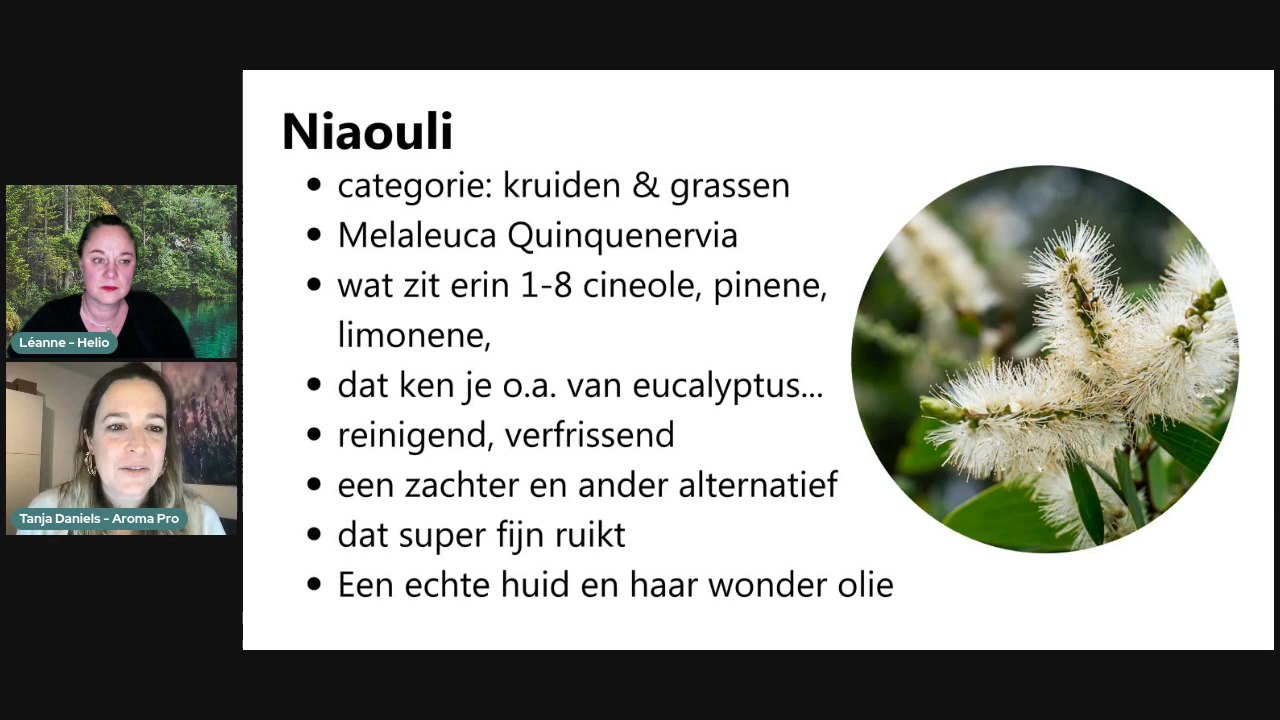 Niaouli
• categorie: kruiden & grassen
• Melaleuca Quinquenervia
• wat zit erin 1-8 cineole, pinene,
limonene,
• dat ken je o.a. van eucalyptus...
• reinigend, verfrissend
• een zachter en ander alternatief
• dat super fijn ruikt
• Een echte huid en haar wonder olie
Léanne - Helio
Tanja Daniels - Aroma Pro